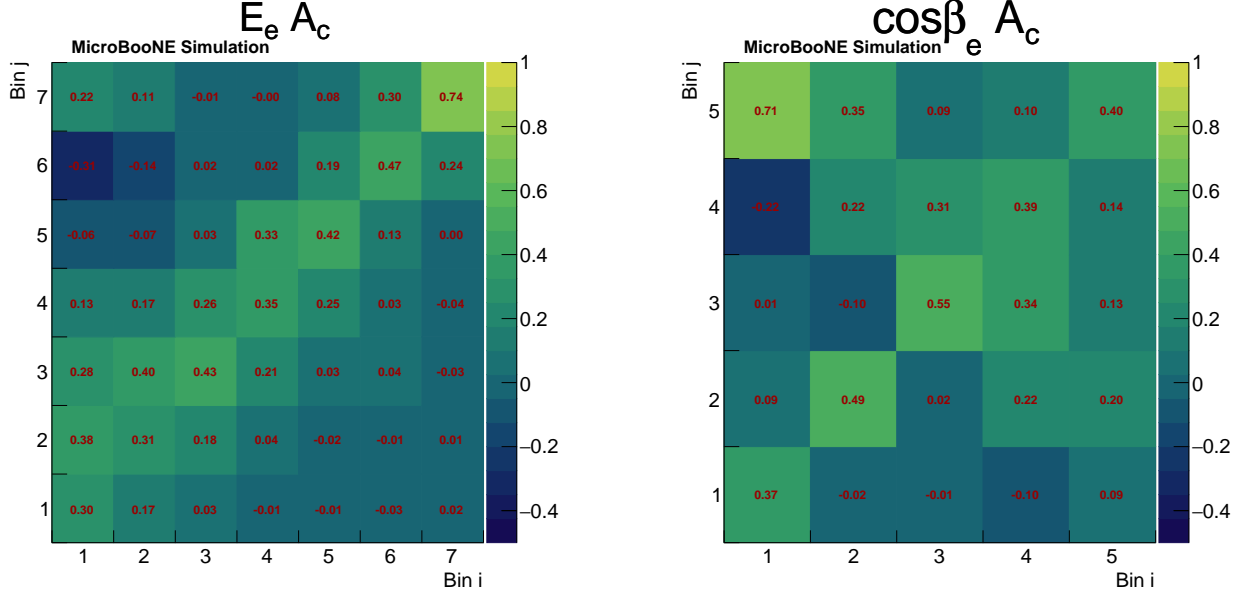 E_e A_c
MicroBooNE Simulation
Bin j
7 0.22 0.11 -0.01 -0.00 0.08 0.30 0.74
6 -0.31 -0.14 0.02 0.02 0.19 0.47 0.24
5 -0.06 -0.07 0.03 0.33 0.42 0.13 0.00
4 0.13 0.17 0.26 0.35 0.25 0.03 -0.04
3 0.28 0.40 0.43 0.21 0.03 0.04 -0.03
2 0.38 0.31 0.18 0.04 -0.02 -0.01 0.01
1 0.30 0.17 0.03 -0.01 -0.01 -0.03 0.02
1 2 3 4 5 6 7
Bin i
1
0.8
0.6
0.4
0.2
0
−0.2
−0.4
cosβ_e A_c
MicroBooNE Simulation
Bin j
5 0.71 0.35 0.09 0.10 0.40
4 -0.22 0.22 0.31 0.39 0.14
3 0.01 -0.10 0.55 0.34 0.13
2 0.09 0.49 0.02 0.22 0.20
1 0.37 -0.02 -0.01 -0.10 0.09
1 2 3 4 5
Bin i
1
0.8
0.6
0.4
0.2
0
−0.2
−0.4